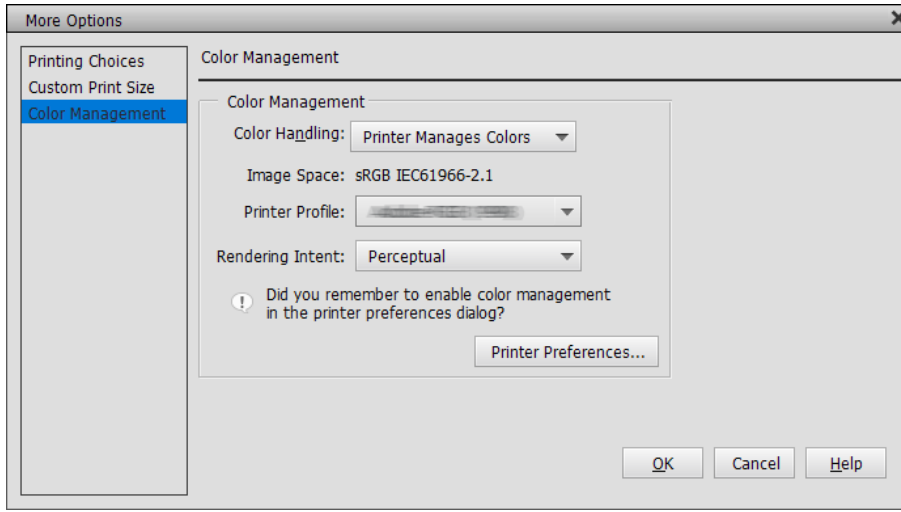 More Options
Printing Choices
Custom Print Size
Color Management
Color Management
Color Management
Color Handling: Printer Manages Colors
Image Space: sRGB IEC61966-2.1
Printer Profile:
Rendering Intent: Perceptual
Did you remember to enable color management
in the printer preferences dialog?
Printer Preferences...
OK Cancel Help